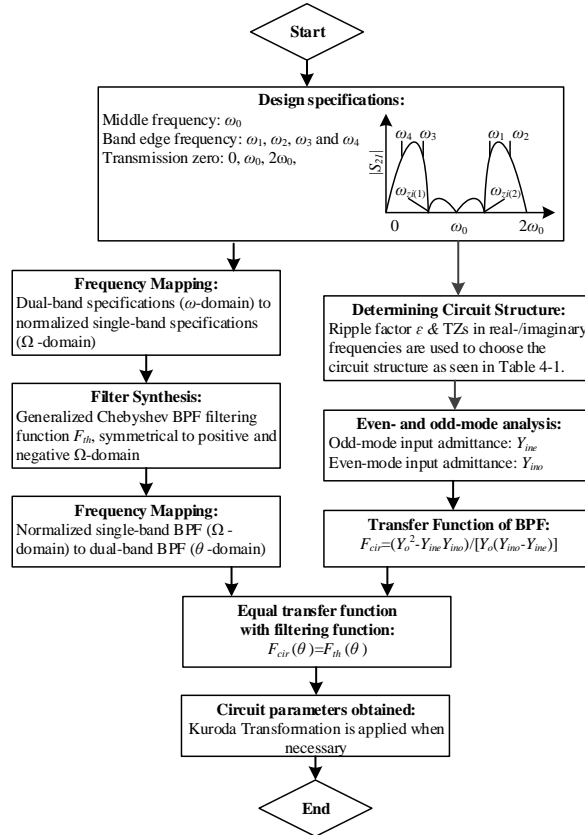 Start
Design specifications:
Middle frequency: ω0
Band edge frequency: ω1, ω2, ω3 and ω4
Transmission zero: 0, ω0, 2ω0,
|S21|
ω4 ω3 ω1 ω2
ωzi(1) ωzi(2)
0 ω0 2ω0
Frequency Mapping:
Dual-band specifications (ω-domain) to
normalized single-band specifications
(Ω -domain)
Filter Synthesis:
Generalized Chebyshev BPF filtering
function Fth, symmetrical to positive and
negative Ω-domain
Frequency Mapping:
Normalized single-band BPF (Ω -
domain) to dual-band BPF (θ -domain)
Determining Circuit Structure:
Ripple factor ε & TZs in real-/imaginary
frequencies are used to choose the
circuit structure as seen in Table 4-1.
Even- and odd-mode analysis:
Odd-mode input admittance: Yine
Even-mode input admittance: Yino
Transfer Function of BPF:
Fcir=(Yo²-YineYino)/[Yo(Yino-Yine)]
Equal transfer function
with filtering function:
Fcir(θ)=Fth(θ)
Circuit parameters obtained:
Kuroda Transformation is applied when
necessary
End